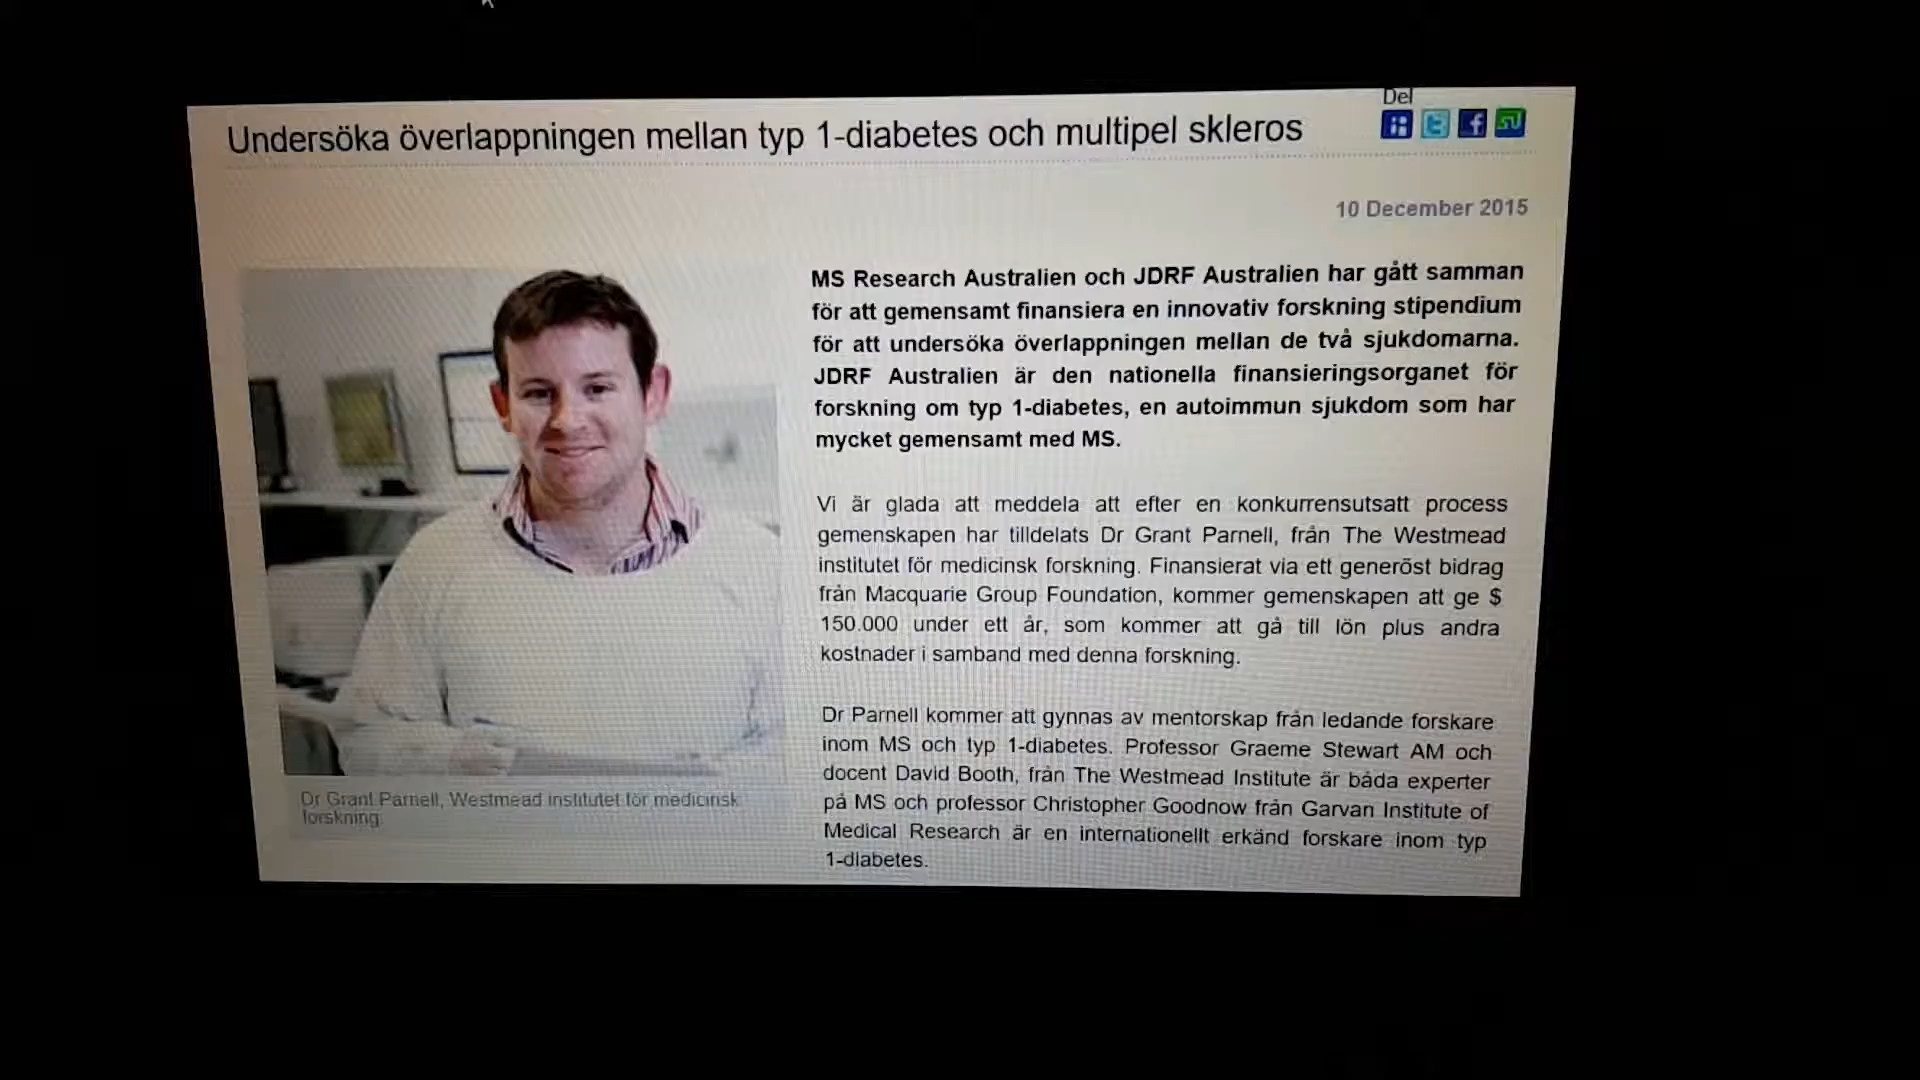 Del
Undersöka överlappningen mellan typ 1-diabetes och multipel skleros
10 December 2015
MS Research Australien och JDRF Australien har gått samman
för att gemensamt finansiera en innovativ forskning stipendium
för att undersöka överlappningen mellan de två sjukdomarna.
JDRF Australien är den nationella finansieringsorganet för
forskning om typ 1-diabetes, en autoimmun sjukdom som har
mycket gemensamt med MS.
Vi är glada att meddela att efter en konkurrensutsatt process
gemenskapen har tilldelats Dr Grant Parnell, från The Westmead
institutet för medicinsk forskning. Finansierat via ett generöst bidrag
från Macquarie Group Foundation, kommer gemenskapen att ge $
150.000 under ett år, som kommer att gå till lön plus andra
kostnader i samband med denna forskning.
Dr Parnell kommer att gynnas av mentorskap från ledande forskare
inom MS och typ 1-diabetes. Professor Graeme Stewart AM och
docent David Booth, från The Westmead Institute är båda experter
på MS och professor Christopher Goodnow från Garvan Institute of
Medical Research är en internationellt erkänd forskare inom typ
1-diabetes.
Dr Grant Parnell, Westmead institutet för medicinsk
forskning